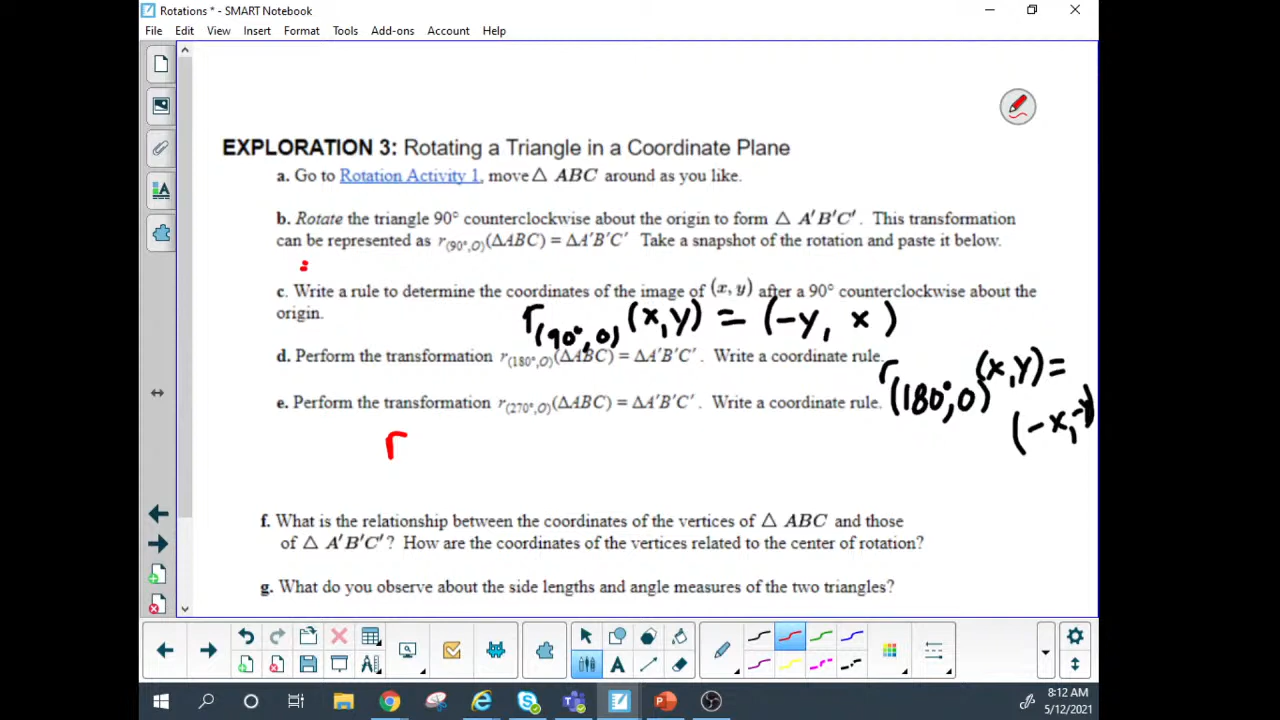 Rotations * - SMART Notebook
File Edit View Insert Format Tools Add-ons Account Help
EXPLORATION 3: Rotating a Triangle in a Coordinate Plane
a. Go to Rotation Activity 1, move △ ABC around as you like.
b. Rotate the triangle 90° counterclockwise about the origin to form △ A'B'C'. This transformation
can be represented as r(90°,O)(ΔABC) = ΔA'B'C' Take a snapshot of the rotation and paste it below.
c. Write a rule to determine the coordinates of the image of (x, y) after a 90° counterclockwise about the
origin.
r(90°,0)(x,y) = (-y, x)
d. Perform the transformation r(180°,O)(ΔABC) = ΔA'B'C'. Write a coordinate rule.
r(180°,0)(x,y) =
(-x,-y)
e. Perform the transformation r(270°,O)(ΔABC) = ΔA'B'C'. Write a coordinate rule.
r
f. What is the relationship between the coordinates of the vertices of △ ABC and those
of △ A'B'C'? How are the coordinates of the vertices related to the center of rotation?
g. What do you observe about the side lengths and angle measures of the two triangles?
8:12 AM
5/12/2021